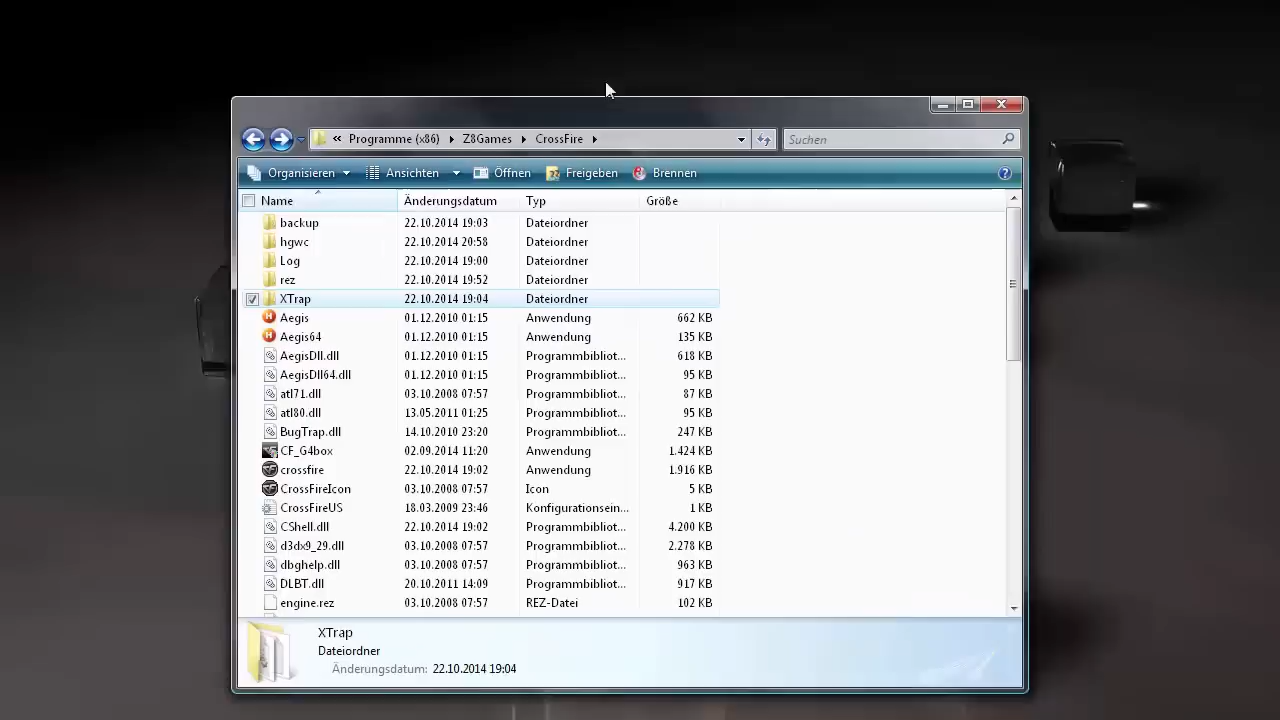 « Programme (x86) Z8Games CrossFire
Suchen
Organisieren Ansichten Öffnen Freigeben Brennen
Name Änderungsdatum Typ Größe
backup 22.10.2014 19:03 Dateiordner
hgwc 22.10.2014 20:58 Dateiordner
Log 22.10.2014 19:00 Dateiordner
rez 22.10.2014 19:52 Dateiordner
XTrap 22.10.2014 19:04 Dateiordner
Aegis 01.12.2010 01:15 Anwendung 662 KB
Aegis64 01.12.2010 01:15 Anwendung 135 KB
AegisDll.dll 01.12.2010 01:15 Programmbibliot... 618 KB
AegisDll64.dll 01.12.2010 01:15 Programmbibliot... 95 KB
atl71.dll 03.10.2008 07:57 Programmbibliot... 87 KB
atl80.dll 13.05.2011 01:25 Programmbibliot... 95 KB
BugTrap.dll 14.10.2010 23:20 Programmbibliot... 247 KB
CF_G4box 02.09.2014 11:20 Anwendung 1.424 KB
crossfire 22.10.2014 19:02 Anwendung 1.916 KB
CrossFireIcon 03.10.2008 07:57 Icon 5 KB
CrossFireUS 18.03.2009 23:46 Konfigurationsein... 1 KB
CShell.dll 22.10.2014 19:02 Programmbibliot... 4.200 KB
d3dx9_29.dll 03.10.2008 07:57 Programmbibliot... 2.278 KB
dbghelp.dll 03.10.2008 07:57 Programmbibliot... 963 KB
DLBT.dll 20.10.2011 14:09 Programmbibliot... 917 KB
engine.rez 03.10.2008 07:57 REZ-Datei 102 KB
XTrap
Dateiordner
Änderungsdatum: 22.10.2014 19:04